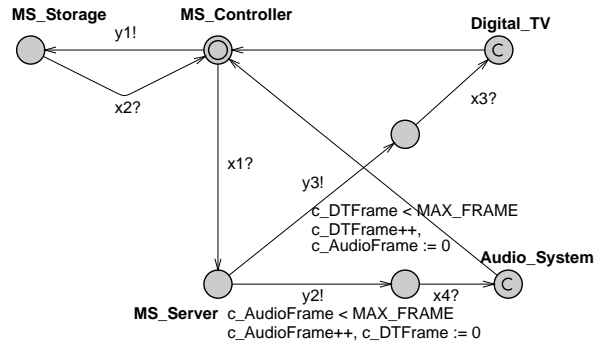 MS_Storage
MS_Controller
Digital_TV
y1!
C
x2?
x3?
x1?
y3!
c_DTFrame < MAX_FRAME
c_DTFrame++,
c_AudioFrame := 0
Audio_System
C
y2!
x4?
MS_Server
c_AudioFrame < MAX_FRAME
c_AudioFrame++, c_DTFrame := 0